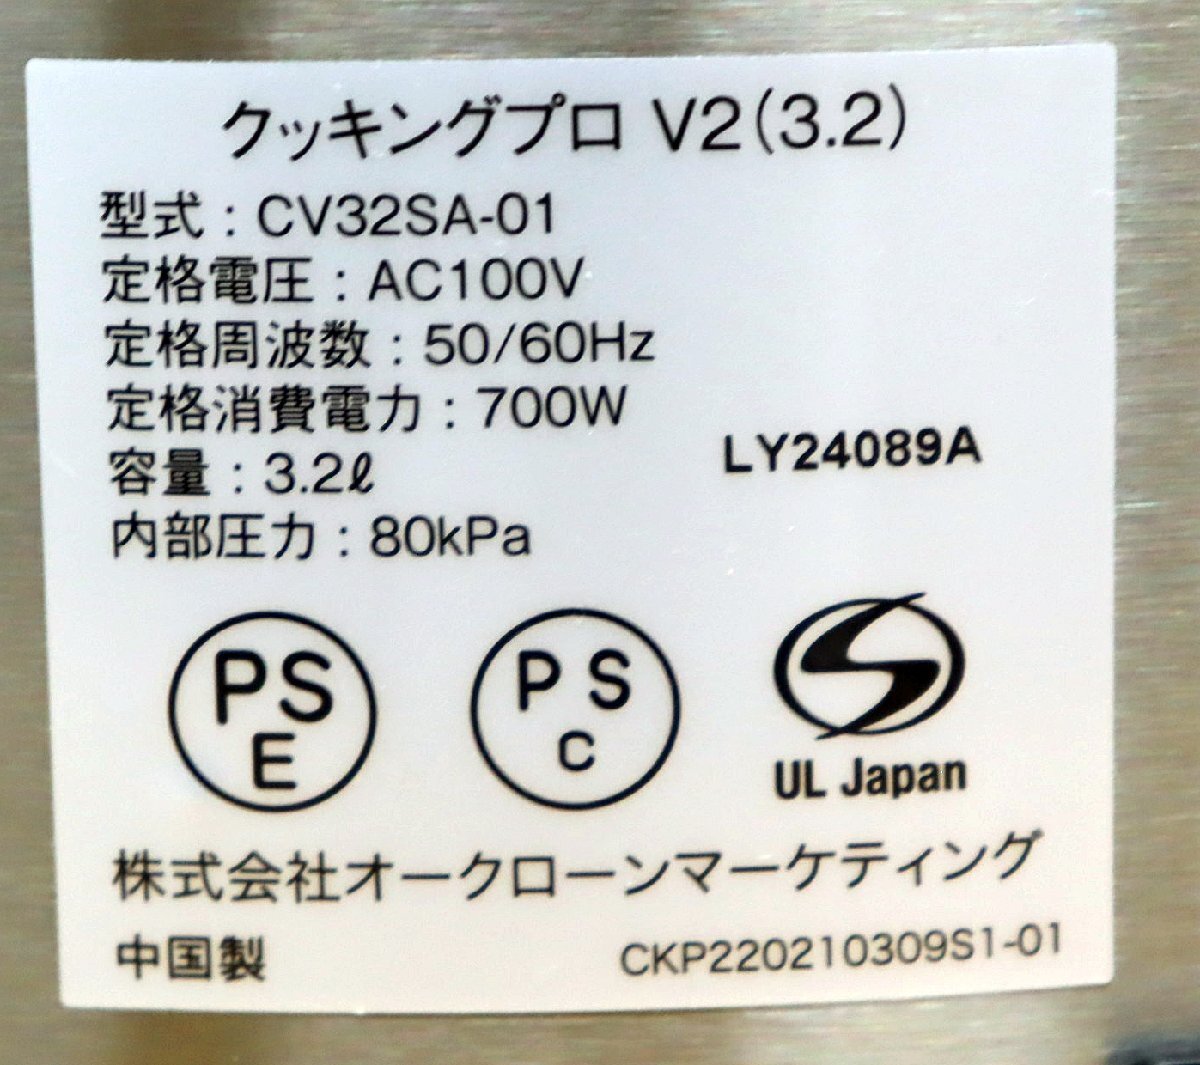 クッキングプロ V2(3.2)
型式 : CV32SA-01
定格電圧 : AC100V
定格周波数 : 50/60Hz
定格消費電力 : 700W
容量 : 3.2ℓ
内部圧力 : 80kPa
LY24089A
PS
E
PS
C
UL Japan
株式会社オークローンマーケティング
中国製
CKP220210309S1-01